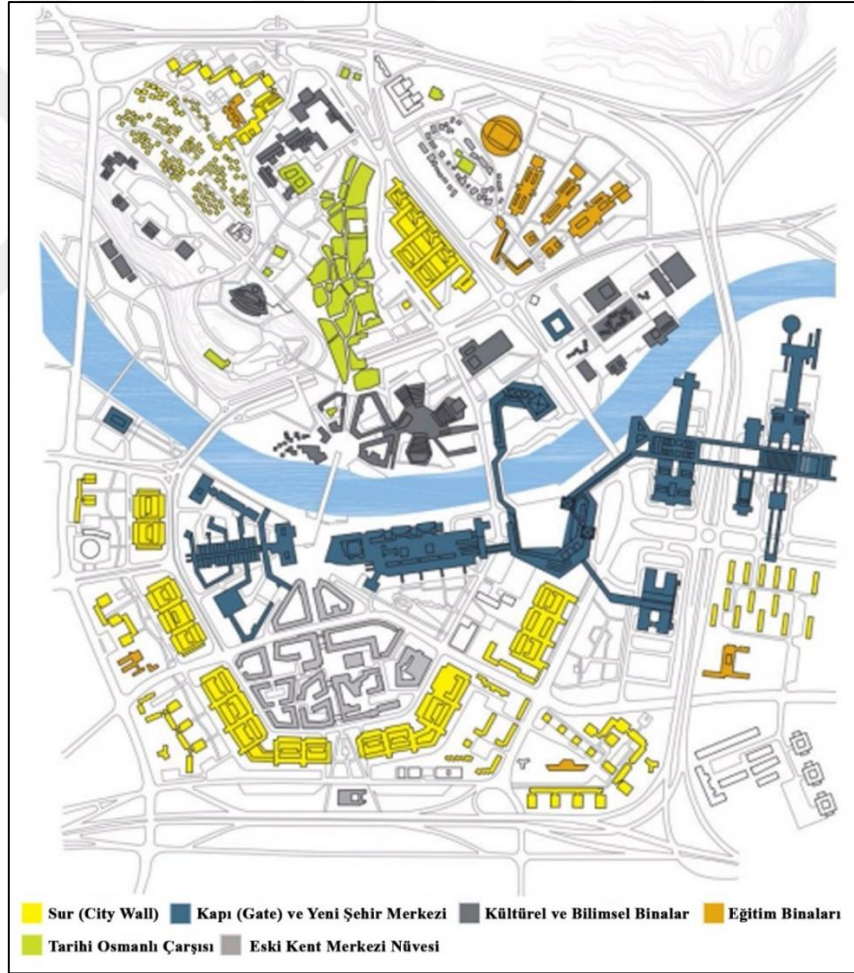 Sur (City Wall) Kapı (Gate) ve Yeni Şehir Merkezi Kültürel ve Bilimsel Binalar Eğitim Binaları
Tarihi Osmanlı Çarşısı Eski Kent Merkezi Nüvesi